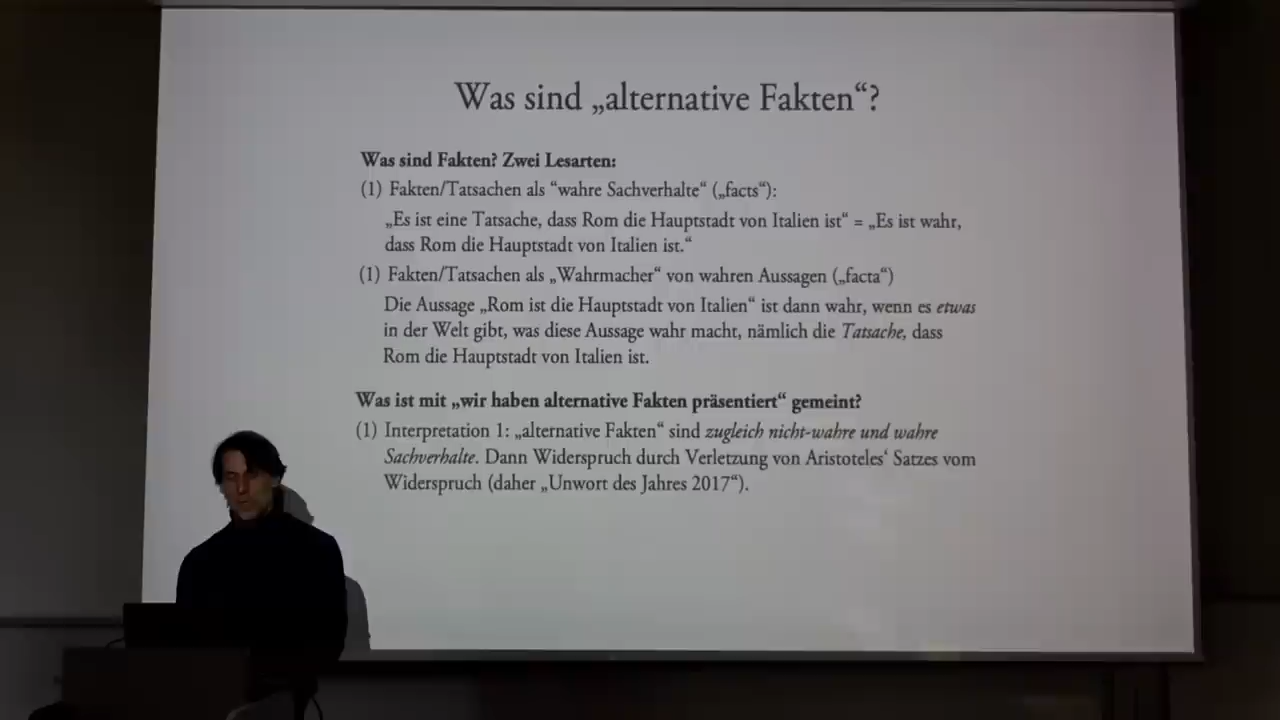 Was sind „alternative Fakten“?
Was sind Fakten? Zwei Lesarten:
(1) Fakten/Tatsachen als “wahre Sachverhalte“ („facts“):
„Es ist eine Tatsache, dass Rom die Hauptstadt von Italien ist“ = „Es ist wahr,
dass Rom die Hauptstadt von Italien ist.“
(1) Fakten/Tatsachen als „Wahrmacher“ von wahren Aussagen („facta“)
Die Aussage „Rom ist die Hauptstadt von Italien“ ist dann wahr, wenn es etwas
in der Welt gibt, was diese Aussage wahr macht, nämlich die Tatsache, dass
Rom die Hauptstadt von Italien ist.
Was ist mit „wir haben alternative Fakten präsentiert“ gemeint?
(1) Interpretation 1: „alternative Fakten“ sind zugleich nicht-wahre und wahre
Sachverhalte. Dann Widerspruch durch Verletzung von Aristoteles‘ Satzes vom
Widerspruch (daher „Unwort des Jahres 2017“).